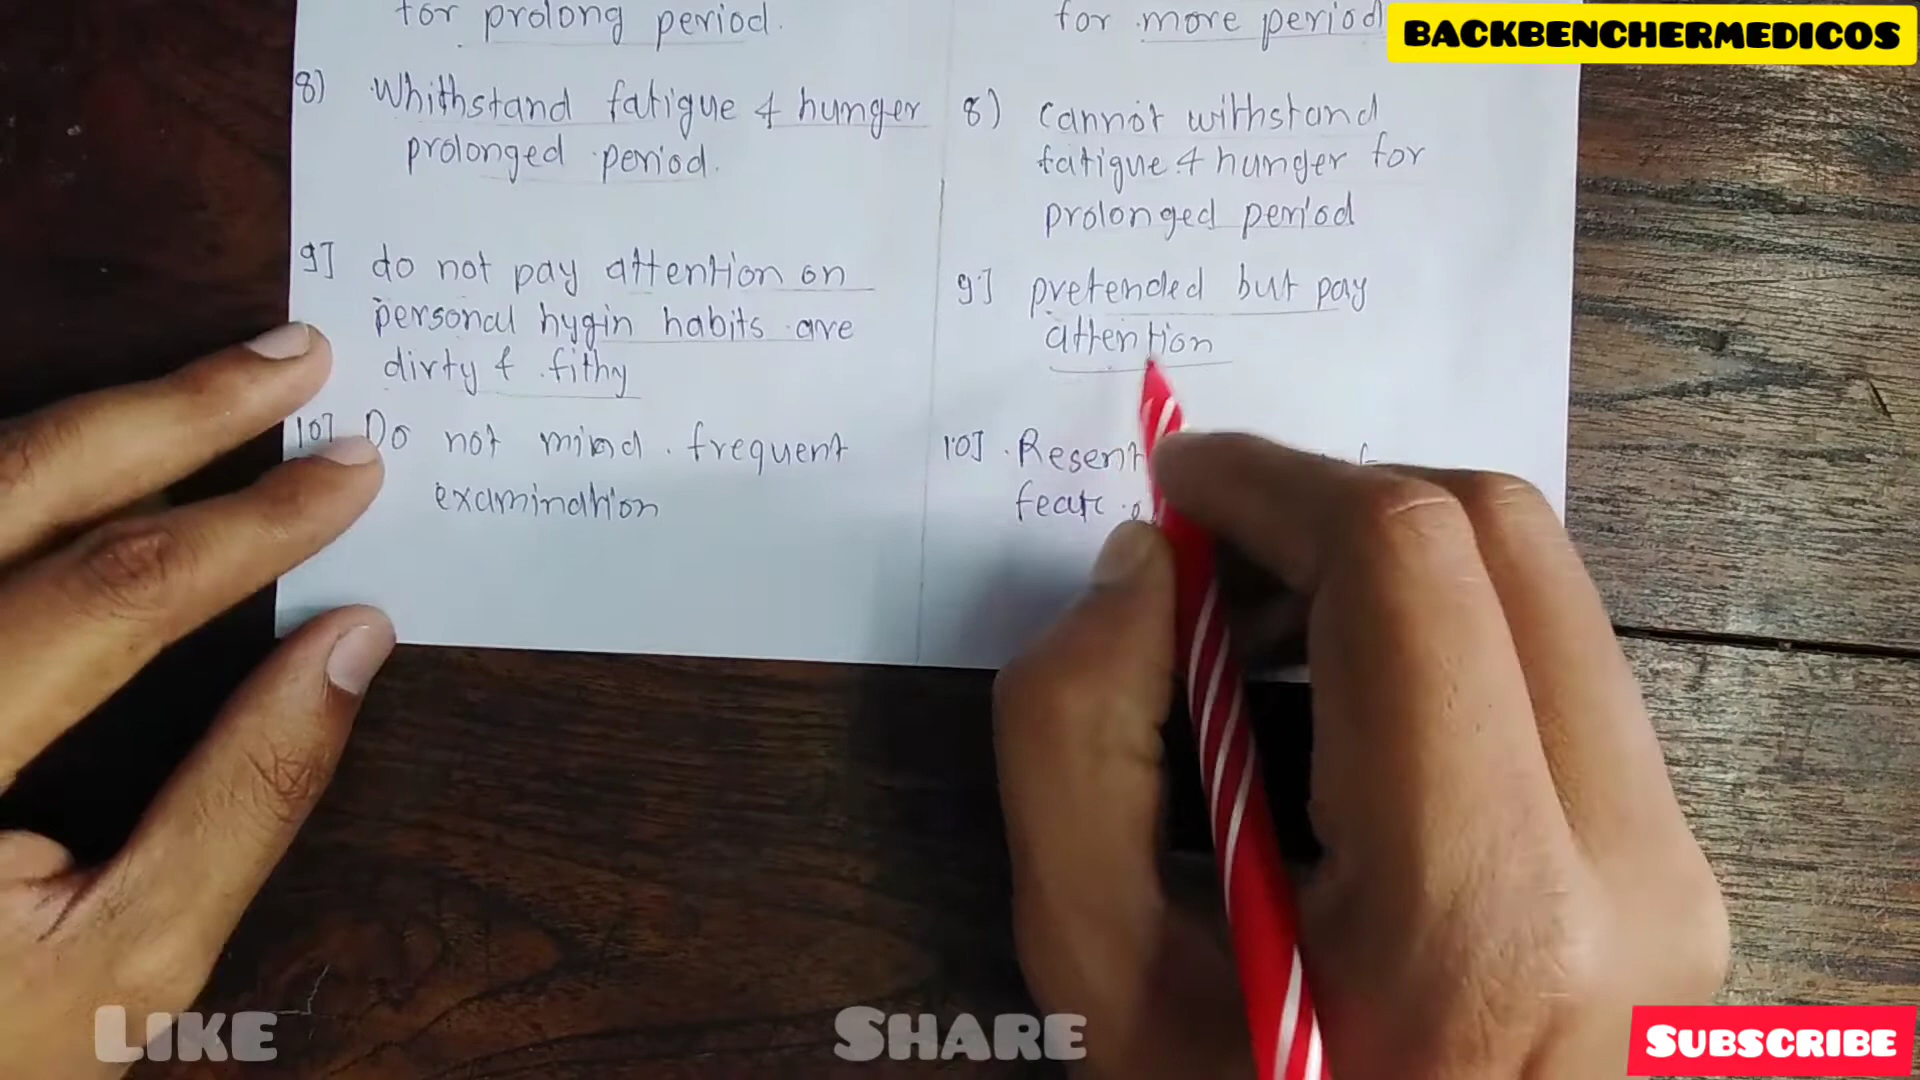 for prolong period.
8) Whithstand fatigue & hunger
prolonged period.
9] do not pay attention on
personal hygin habits are
dirty & fithy
10] Do not mind frequent
examination
for more period
8) Cannot withstand
fatigue & hunger for
prolonged period
9] pretended but pay
attention
10] Resent
fear
BACKBENCHERMEDICOS
LIKE
SHARE
SUBSCRIBE